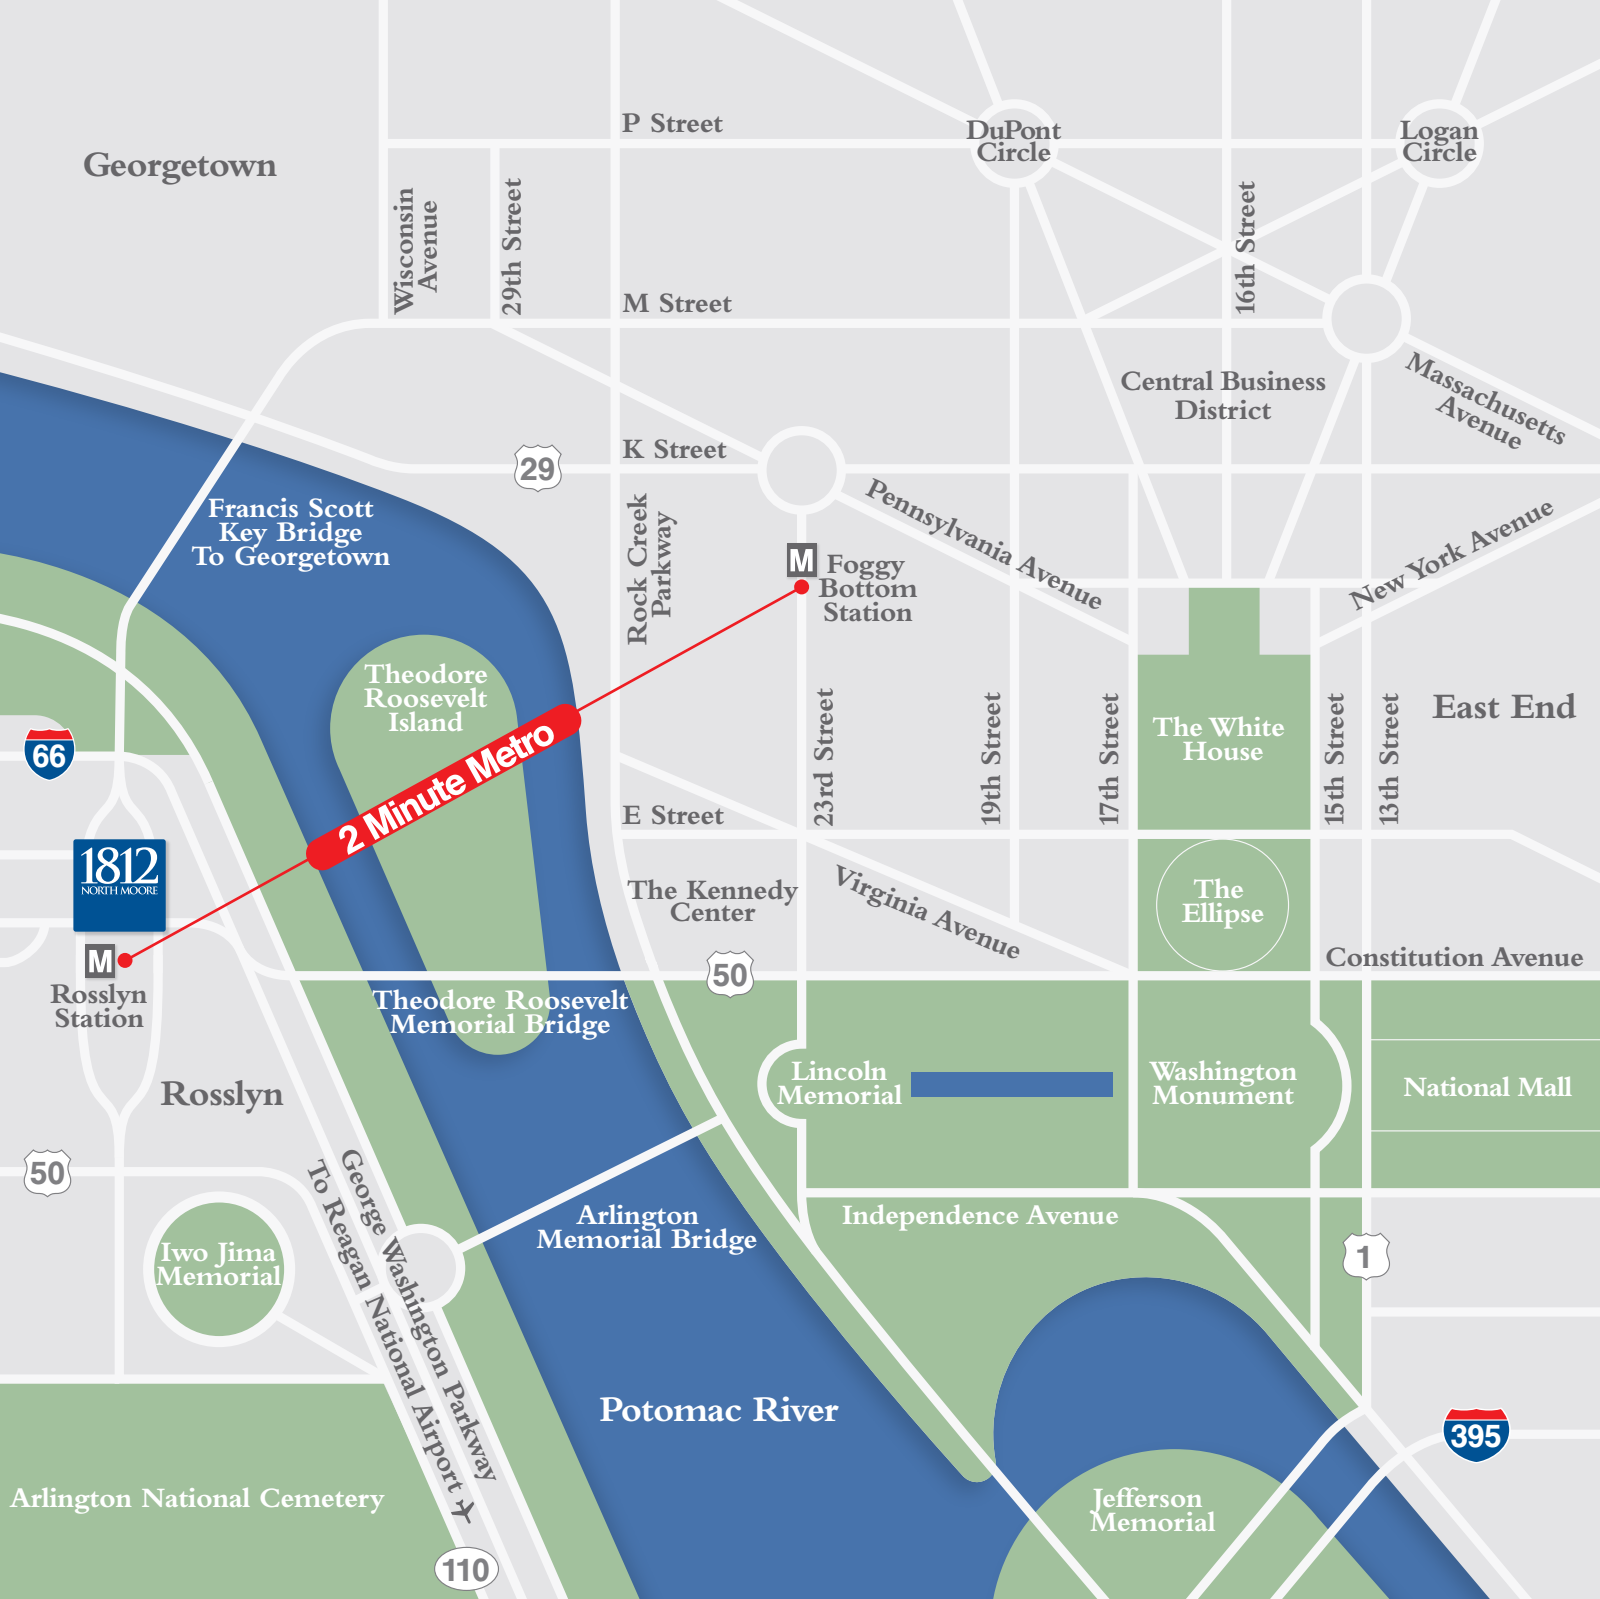 P Street
DuPont
Circle
Logan
Circle
Georgetown
Wisconsin
Avenue
29th Street
16th Street
M Street
Central Business
District
Massachusetts
Avenue
K Street
29
Francis Scott
Key Bridge
To Georgetown
Rock Creek
Parkway
Pennsylvania Avenue
New York Avenue
M
Foggy
Bottom
Station
Theodore
Roosevelt
Island
2 Minute Metro
23rd Street
19th Street
17th Street
The White
House
15th Street
13th Street
East End
66
E Street
1812
NORTH MOORE
The Kennedy
Center
Virginia Avenue
The
Ellipse
Constitution Avenue
M
Rosslyn
Station
50
Theodore Roosevelt
Memorial Bridge
Lincoln
Memorial
Washington
Monument
National Mall
Rosslyn
50
George Washington Parkway
To Reagan National Airport
Arlington
Memorial Bridge
Independence Avenue
1
Iwo Jima
Memorial
Potomac River
395
Arlington National Cemetery
Jefferson
Memorial
110